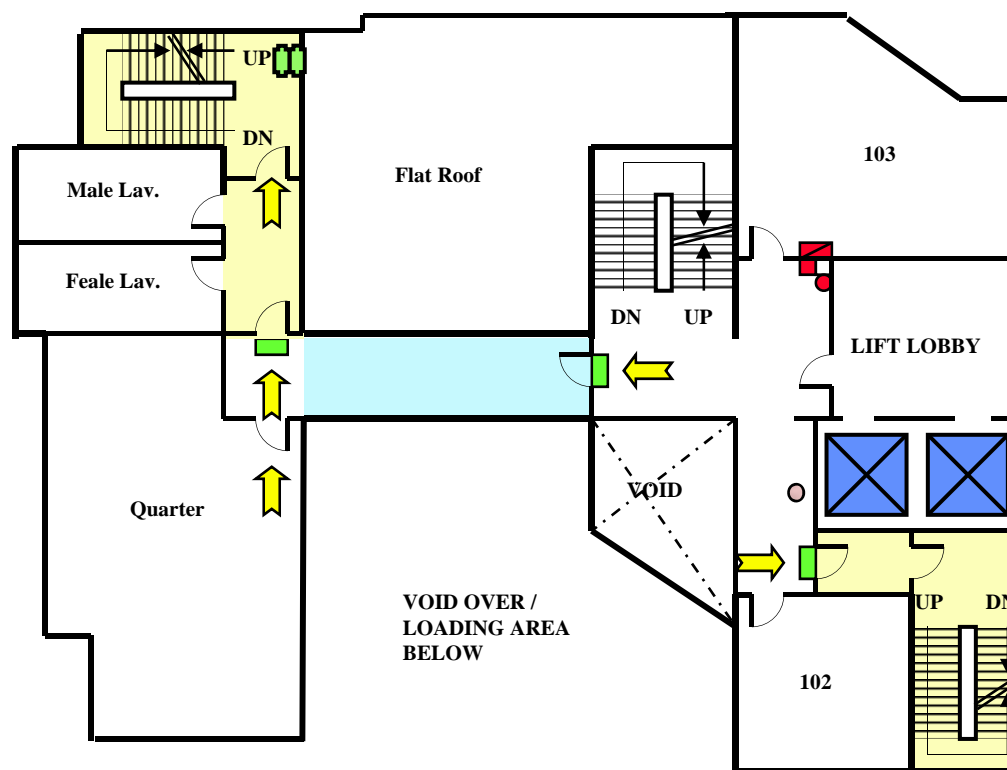 UP
DN
Male Lav.
Flat Roof
103
Feale Lav.
DN
UP
LIFT LOBBY
Quarter
VOID
VOID OVER /
LOADING AREA
BELOW
UP
DN
102